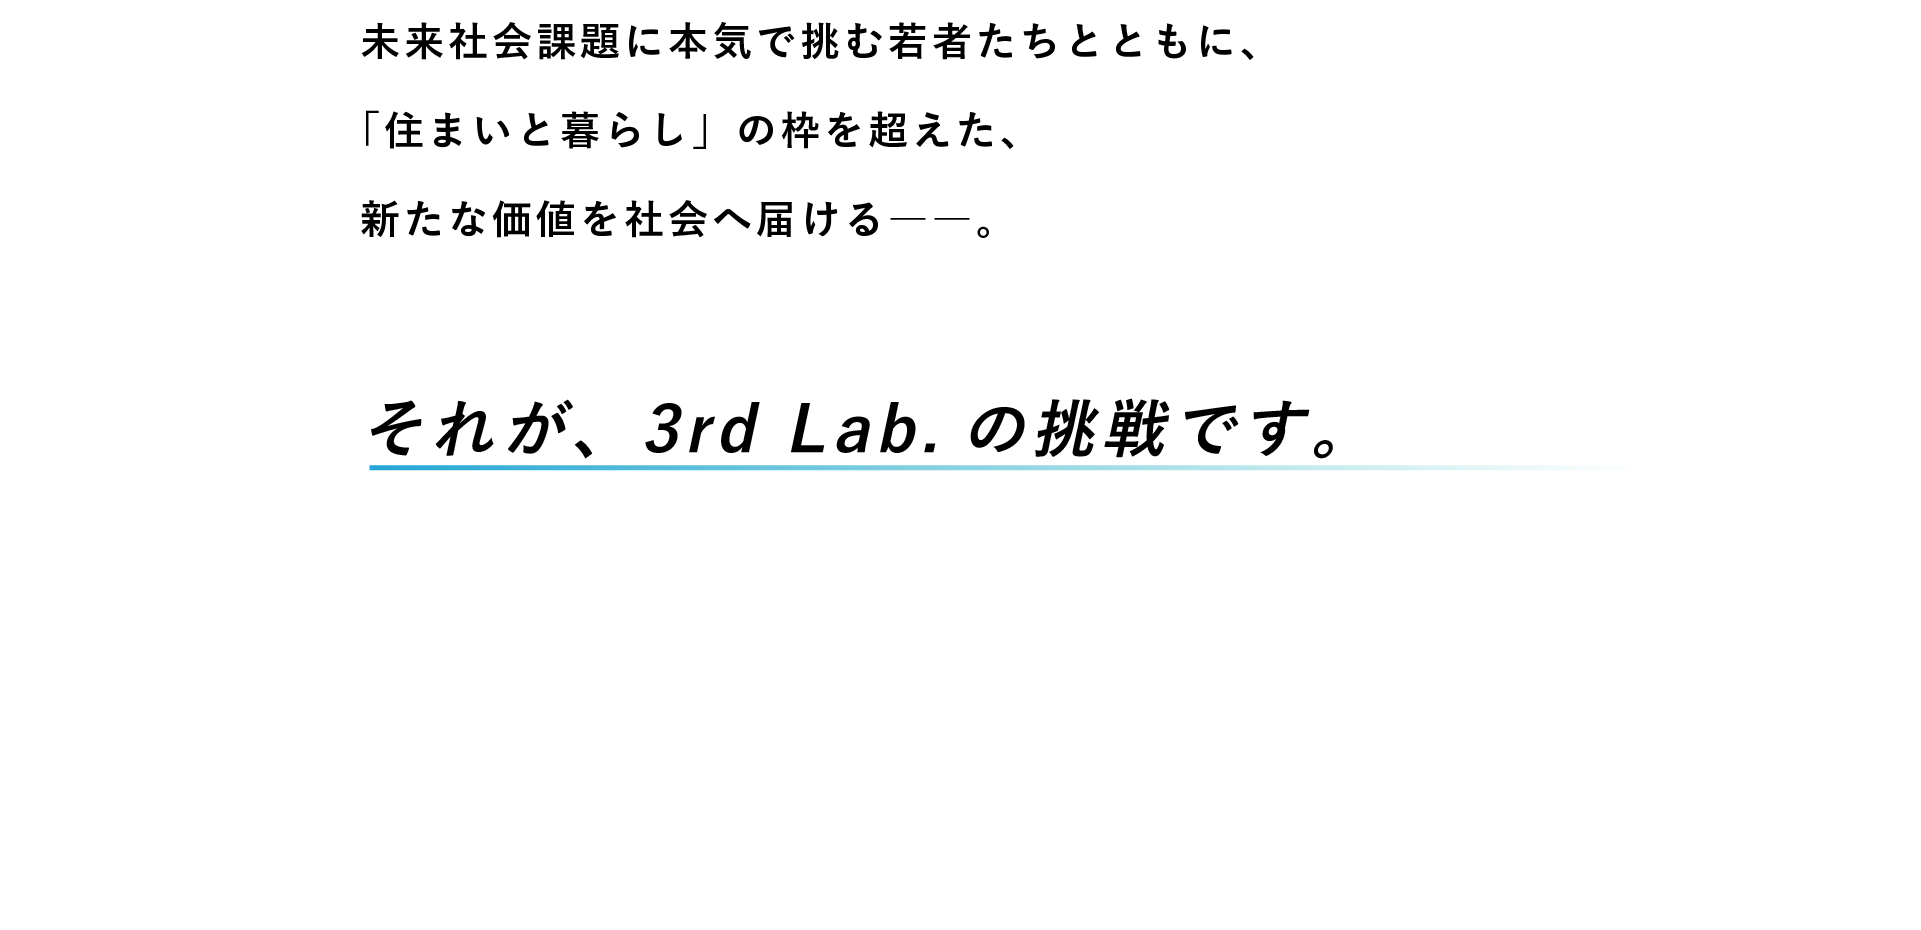 未来社会課題に本気で挑む若者たちとともに、
「住まいと暮らし」の枠を超えた、
新たな価値を社会へ届ける――。
それが、3rd Lab. の挑戦です。